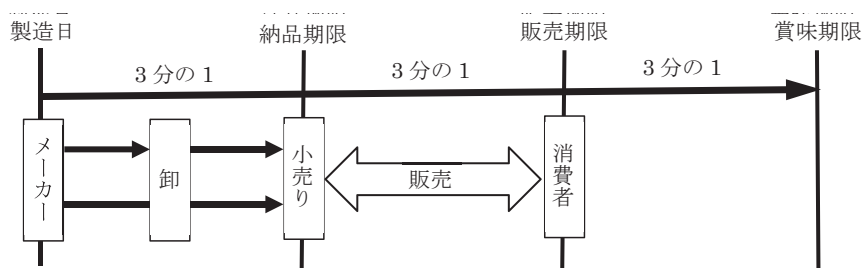 製造日 納品期限 販売期限 賞味期限
3分の1 3分の1 3分の1
メーカー
卸
小売り
販売
消費者